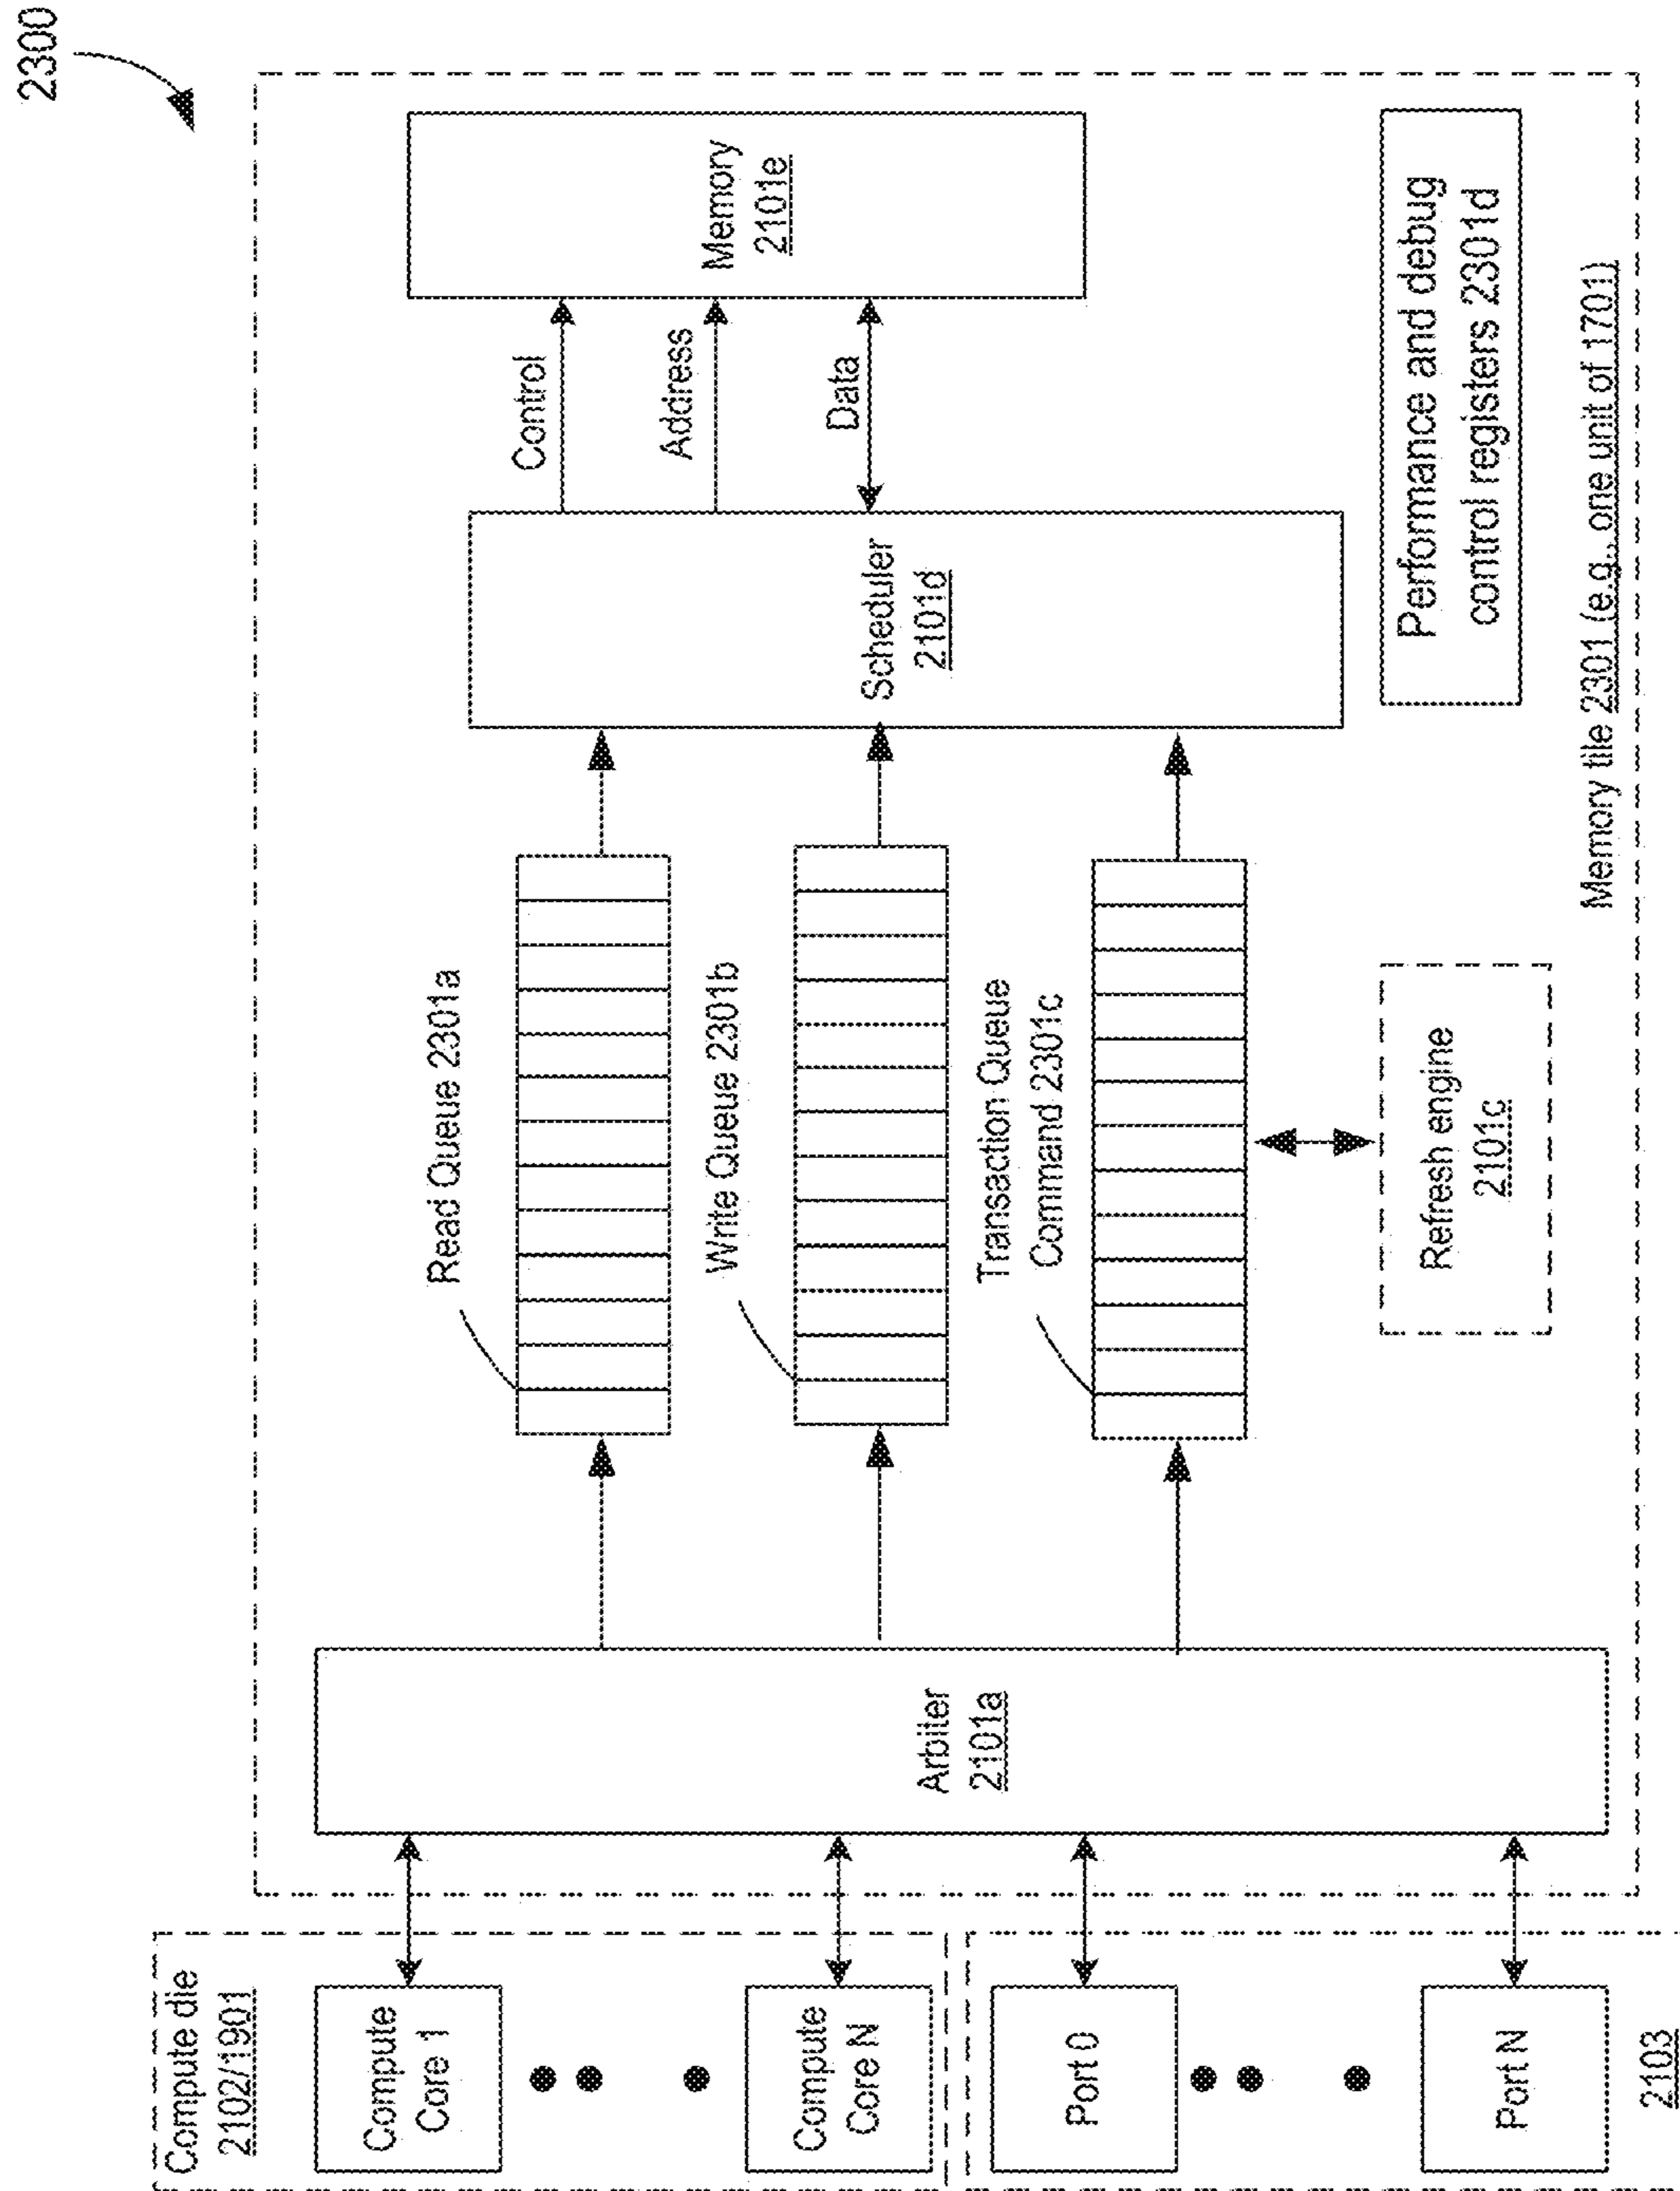 2300
Compute die
2102/1901
Compute
Core 1
Compute
Core N
Port 0
Port N
2103
Arbiter
2101a
Read Queue 2301a
Write Queue 2301b
Transaction Queue
Command 2301c
Refresh engine
2101c
Scheduler
2101d
Control
Address
Data
Memory
2101e
Performance and debug
control registers 2301d
Memory tile 2301 (e.g., one unit of 1701)